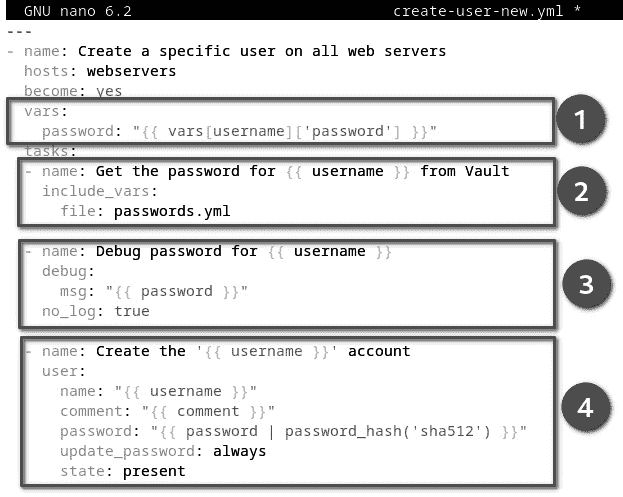 GNU nano 6.2 create-user-new.yml *
---
- name: Create a specific user on all web servers
  hosts: webservers
  become: yes
  vars:
    password: "{{ vars[username]['password'] }}"
1
  tasks:
  - name: Get the password for {{ username }} from Vault
    include_vars:
      file: passwords.yml
2
  - name: Debug password for {{ username }}
    debug:
      msg: "{{ password }}"
    no_log: true
3
  - name: Create the '{{ username }}' account
    user:
      name: "{{ username }}"
      comment: "{{ comment }}"
      password: "{{ password | password_hash('sha512') }}"
      update_password: always
      state: present
4